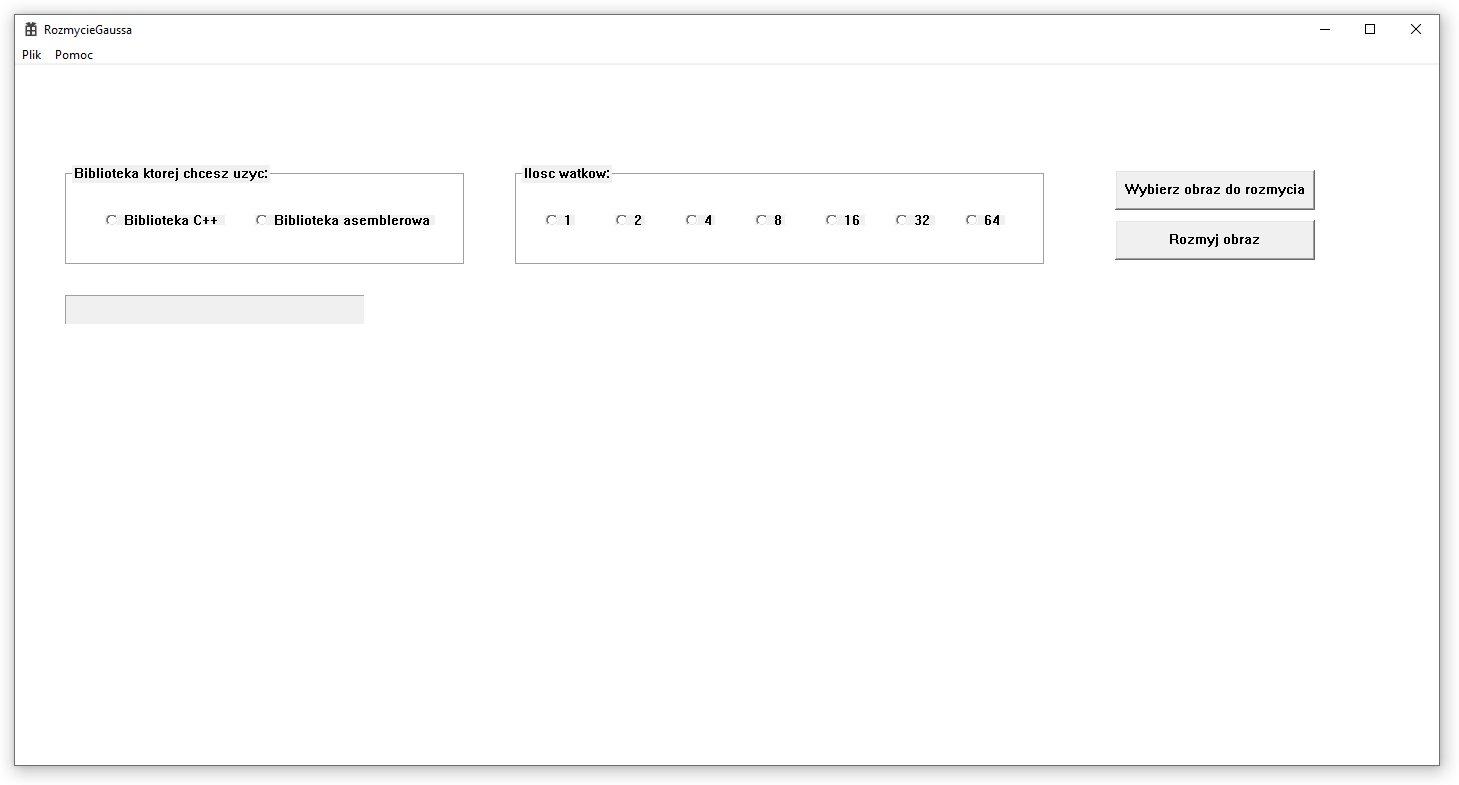 RozmycieGaussa
Plik Pomoc
Biblioteka ktorej chcesz uzyc:
Biblioteka C++ Biblioteka asemblerowa
Ilosc watkow:
1 2 4 8 16 32 64
Wybierz obraz do rozmycia
Rozmyj obraz